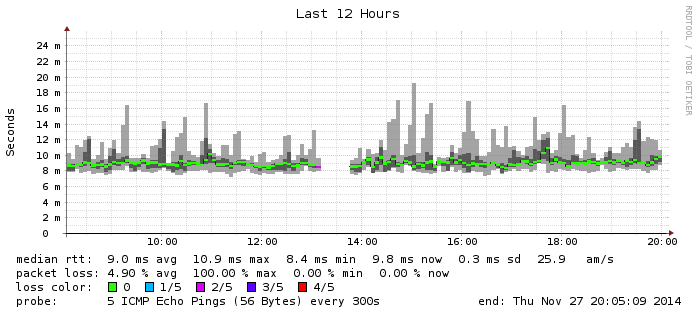 Last 12 Hours
RRDTOOL / TOBI OETIKER
Seconds
24 m
22 m
20 m
18 m
16 m
14 m
12 m
10 m
8 m
6 m
4 m
2 m
0
10:00 12:00 14:00 16:00 18:00 20:00
median rtt: 9.0 ms avg 10.9 ms max 8.4 ms min 9.8 ms now 0.3 ms sd 25.9 am/s
packet loss: 4.90 % avg 100.00 % max 0.00 % min 0.00 % now
loss color: 0 1/5 2/5 3/5 4/5
probe: 5 ICMP Echo Pings (56 Bytes) every 300s end: Thu Nov 27 20:05:09 2014